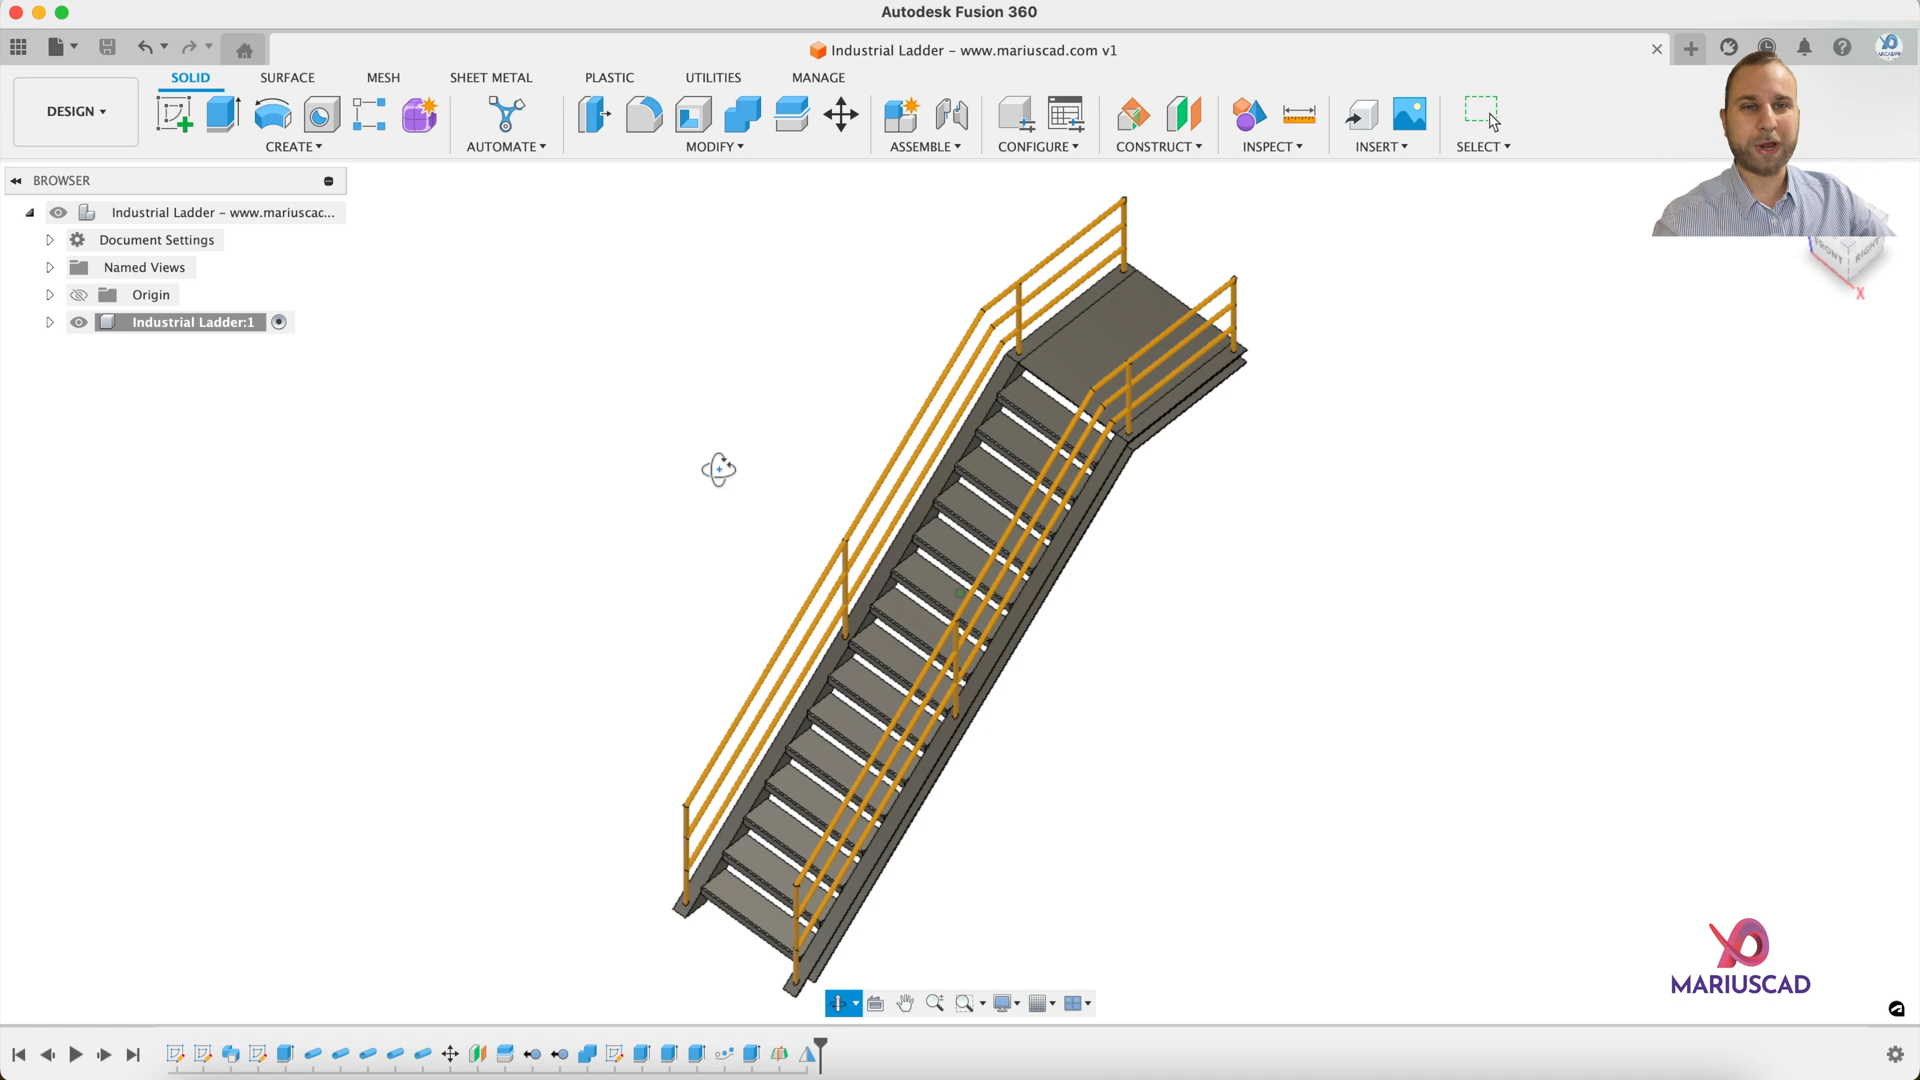 Autodesk Fusion 360
Industrial Ladder – www.mariuscad.com v1
SOLID SURFACE MESH SHEET METAL PLASTIC UTILITIES MANAGE
DESIGN
CREATE AUTOMATE MODIFY ASSEMBLE CONFIGURE CONSTRUCT INSPECT INSERT SELECT
BROWSER
Industrial Ladder – www.mariuscac...
Document Settings
Named Views
Origin
Industrial Ladder:1
FRONT RIGHT
X
MARIUSCAD